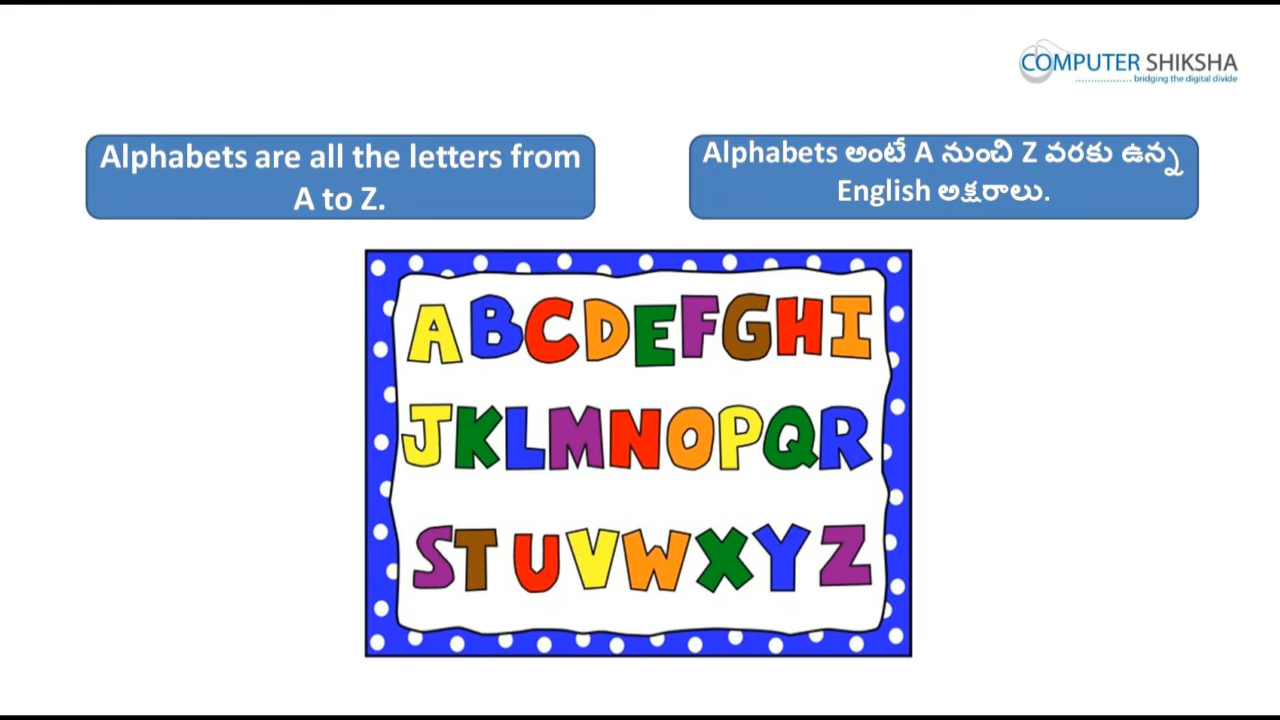 COMPUTER SHIKSHA
bridging the digital divide
Alphabets are all the letters from
A to Z.
Alphabets అంటే A నుంచి Z వరకు ఉన్న
English అక్షరాలు.
ABCDEFGHI
JKLMNOPQR
STUVWXYZ